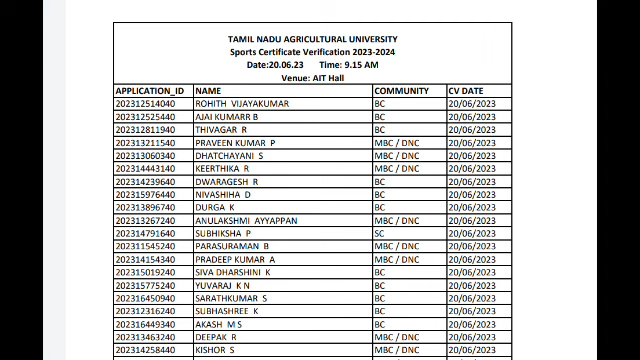 TAMIL NADU AGRICULTURAL UNIVERSITY
Sports Certificate Verification 2023-2024
Date:20.06.23 Time: 9.15 AM
Venue: AIT Hall
APPLICATION_ID NAME COMMUNITY CV DATE
202312514040 ROHITH VIJAYAKUMAR BC 20/06/2023
202312525440 AJAI KUMARR B BC 20/06/2023
202312811940 THIVAGAR R BC 20/06/2023
202313211540 PRAVEEN KUMAR P MBC / DNC 20/06/2023
202313060340 DHATCHAYANI S MBC / DNC 20/06/2023
202314443140 KEERTHIKA R MBC / DNC 20/06/2023
202314239640 DWARAGESH R BC 20/06/2023
202315976440 NIVASHIHA D BC 20/06/2023
202313896740 DURGA K BC 20/06/2023
202313267240 ANULAKSHMI AYYAPPAN MBC / DNC 20/06/2023
202314791640 SUBHIKSHA P SC 20/06/2023
202311545240 PARASURAMAN B MBC / DNC 20/06/2023
202314154340 PRADEEP KUMAR A MBC / DNC 20/06/2023
202315019240 SIVA DHARSHINI K BC 20/06/2023
202315775240 YUVARAJ K N BC 20/06/2023
202316450940 SARATHKUMAR S BC 20/06/2023
202312316240 SUBHASHREE K BC 20/06/2023
202316449340 AKASH M S BC 20/06/2023
202313463240 DEEPAK R MBC / DNC 20/06/2023
202314258440 KISHOR S MBC / DNC 20/06/2023